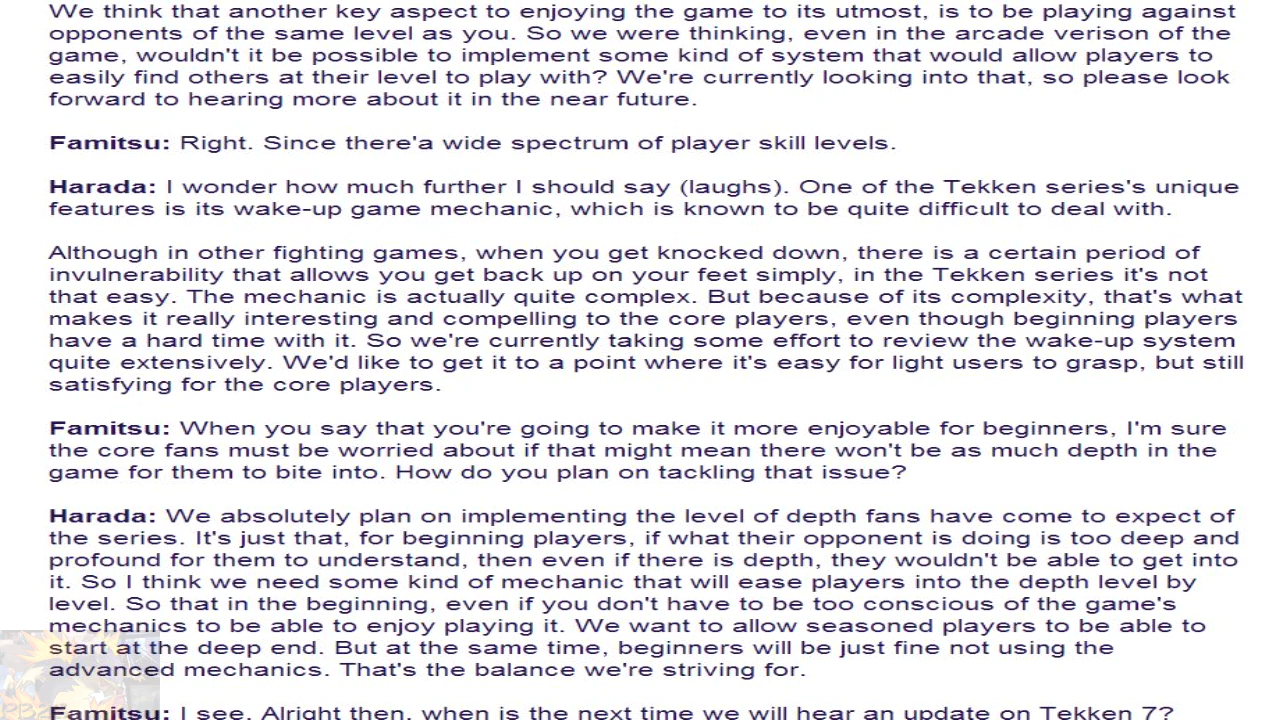 We think that another key aspect to enjoying the game to its utmost, is to be playing against
opponents of the same level as you. So we were thinking, even in the arcade verison of the
game, wouldn't it be possible to implement some kind of system that would allow players to
easily find others at their level to play with? We're currently looking into that, so please look
forward to hearing more about it in the near future.
Famitsu: Right. Since there'a wide spectrum of player skill levels.
Harada: I wonder how much further I should say (laughs). One of the Tekken series's unique
features is its wake-up game mechanic, which is known to be quite difficult to deal with.
Although in other fighting games, when you get knocked down, there is a certain period of
invulnerability that allows you get back up on your feet simply, in the Tekken series it's not
that easy. The mechanic is actually quite complex. But because of its complexity, that's what
makes it really interesting and compelling to the core players, even though beginning players
have a hard time with it. So we're currently taking some effort to review the wake-up system
quite extensively. We'd like to get it to a point where it's easy for light users to grasp, but still
satisfying for the core players.
Famitsu: When you say that you're going to make it more enjoyable for beginners, I'm sure
the core fans must be worried about if that might mean there won't be as much depth in the
game for them to bite into. How do you plan on tackling that issue?
Harada: We absolutely plan on implementing the level of depth fans have come to expect of
the series. It's just that, for beginning players, if what their opponent is doing is too deep and
profound for them to understand, then even if there is depth, they wouldn't be able to get into
it. So I think we need some kind of mechanic that will ease players into the depth level by
level. So that in the beginning, even if you don't have to be too conscious of the game's
mechanics to be able to enjoy playing it. We want to allow seasoned players to be able to
start at the deep end. But at the same time, beginners will be just fine not using the
advanced mechanics. That's the balance we're striving for.
Famitsu: I see. Alright then, when is the next time we will hear an update on Tekken 7?